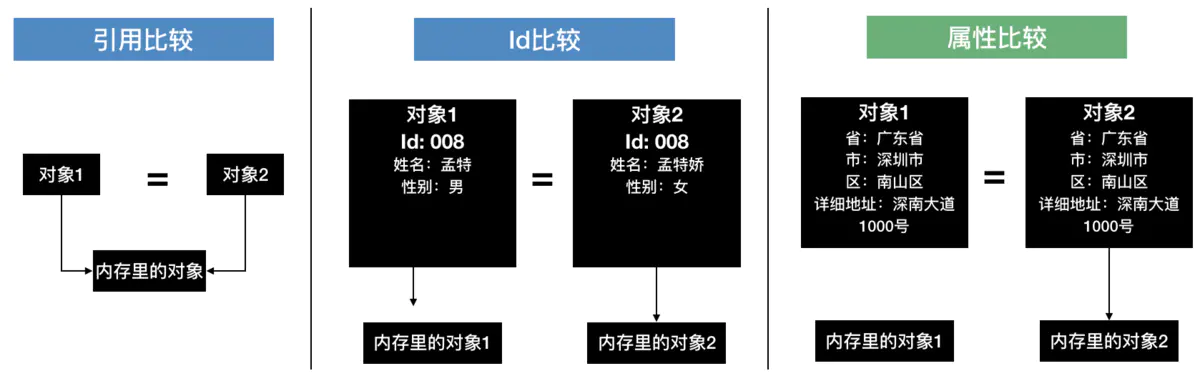 引用比较
对象1
=
对象2
内存里的对象
Id比较
对象1
Id: 008
姓名：孟特
性别：男
=
对象2
Id: 008
姓名：孟特娇
性别：女
内存里的对象1
内存里的对象2
属性比较
对象1
省：广东省
市：深圳市
区：南山区
详细地址：深南大道
1000号
=
对象2
省：广东省
市：深圳市
区：南山区
详细地址：深南大道
1000号
内存里的对象1
内存里的对象2